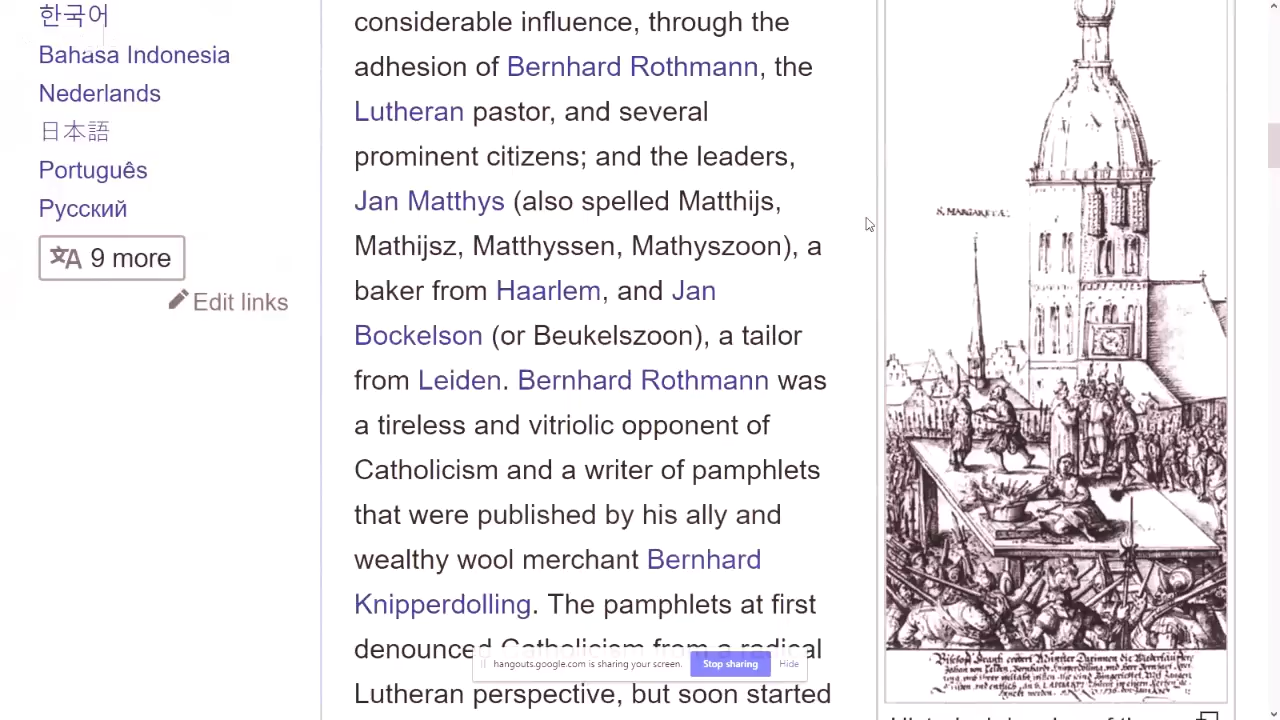 한국어
Bahasa Indonesia
Nederlands
日本語
Português
Русский
9 more
Edit links
considerable influence, through the
adhesion of Bernhard Rothmann, the
Lutheran pastor, and several
prominent citizens; and the leaders,
Jan Matthys (also spelled Matthijs,
Mathijsz, Matthyssen, Mathyszoon), a
baker from Haarlem, and Jan
Bockelson (or Beukelszoon), a tailor
from Leiden. Bernhard Rothmann was
a tireless and vitriolic opponent of
Catholicism and a writer of pamphlets
that were published by his ally and
wealthy wool merchant Bernhard
Knipperdolling. The pamphlets at first
denounced Catholicism from a radical
Lutheran perspective, but soon started
hangouts.google.com is sharing your screen. Stop sharing Hide
S. MARGARETÆ